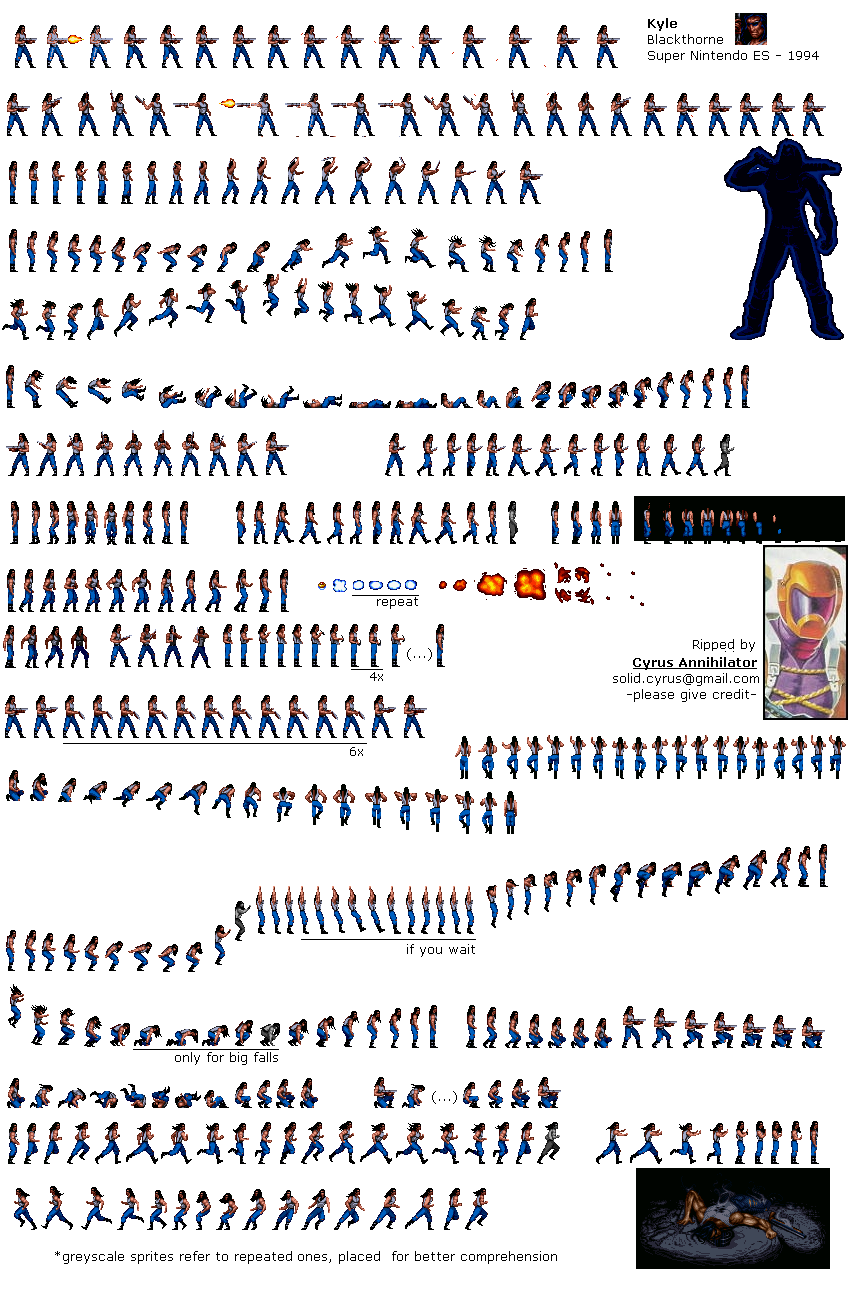 Kyle
Blackthorne
Super Nintendo ES - 1994
repeat
Ripped by
Cyrus Annihilator
solid.cyrus@gmail.com
-please give credit-
(...)
4x
6x
if you wait
only for big falls
(...)
*greyscale sprites refer to repeated ones, placed for better comprehension